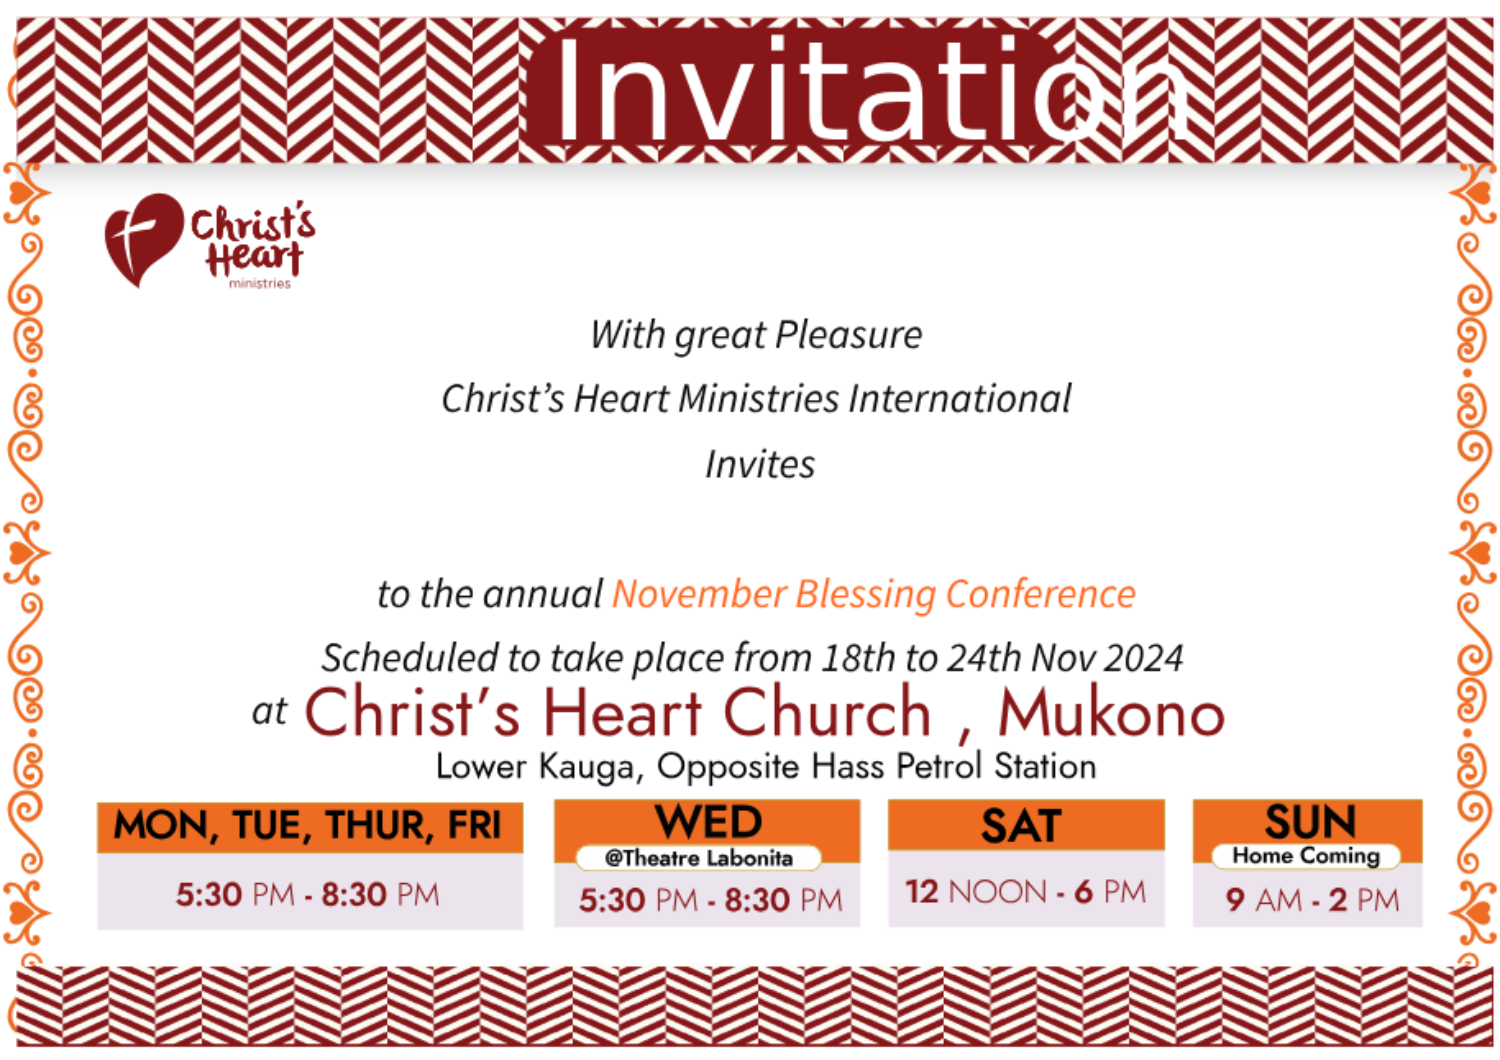 Invitation
Christ's
Heart
ministries
With great Pleasure
Christ's Heart Ministries International
Invites
to the annual November Blessing Conference
Scheduled to take place from 18th to 24th Nov 2024
at Christ's Heart Church , Mukono
Lower Kauga, Opposite Hass Petrol Station
MON, TUE, THUR, FRI
5:30 PM - 8:30 PM
WED
@Theatre Labonita
5:30 PM - 8:30 PM
SAT
12 NOON - 6 PM
SUN
Home Coming
9 AM - 2 PM